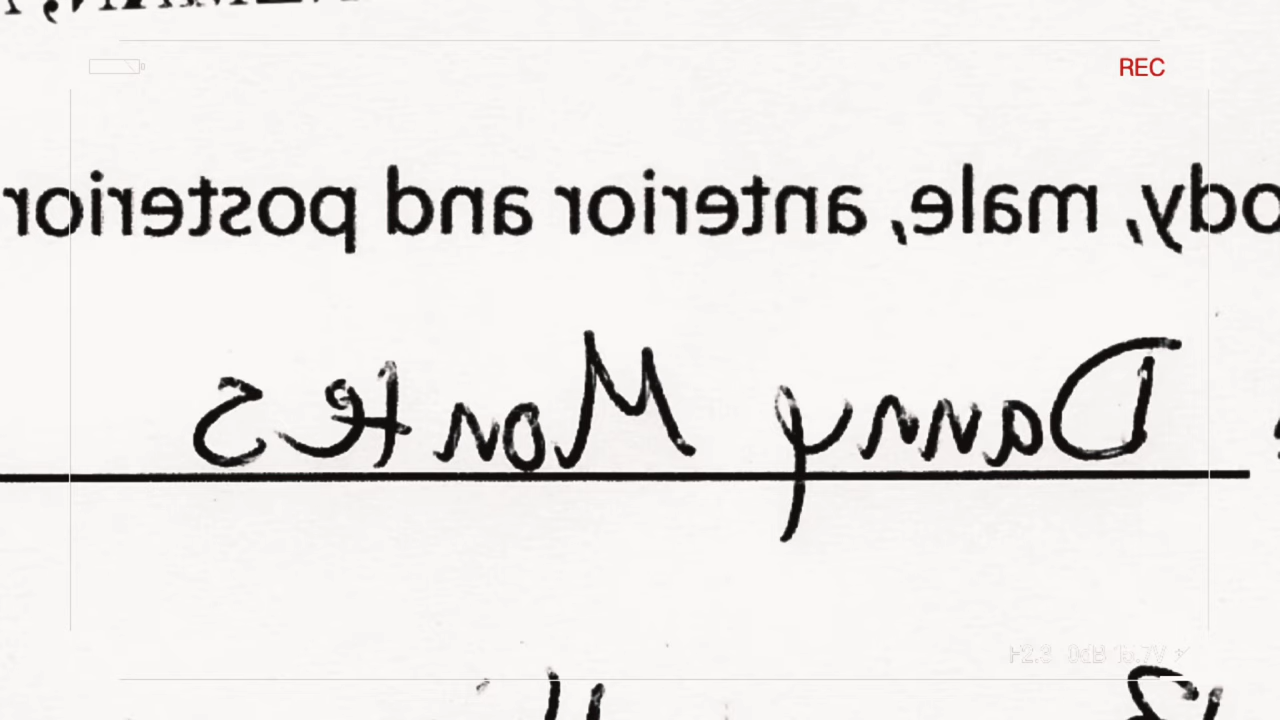 REC
ody, male, anterior and posterior
Danny Montes